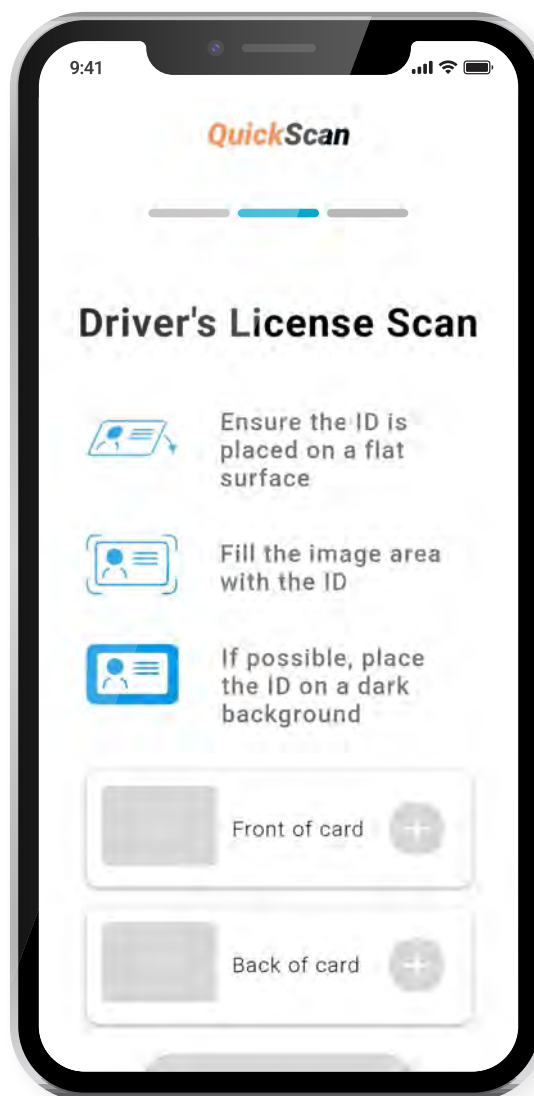 9:41
QuickScan
Driver's License Scan
Ensure the ID is
placed on a flat
surface
Fill the image area
with the ID
If possible, place
the ID on a dark
background
Front of card
Back of card